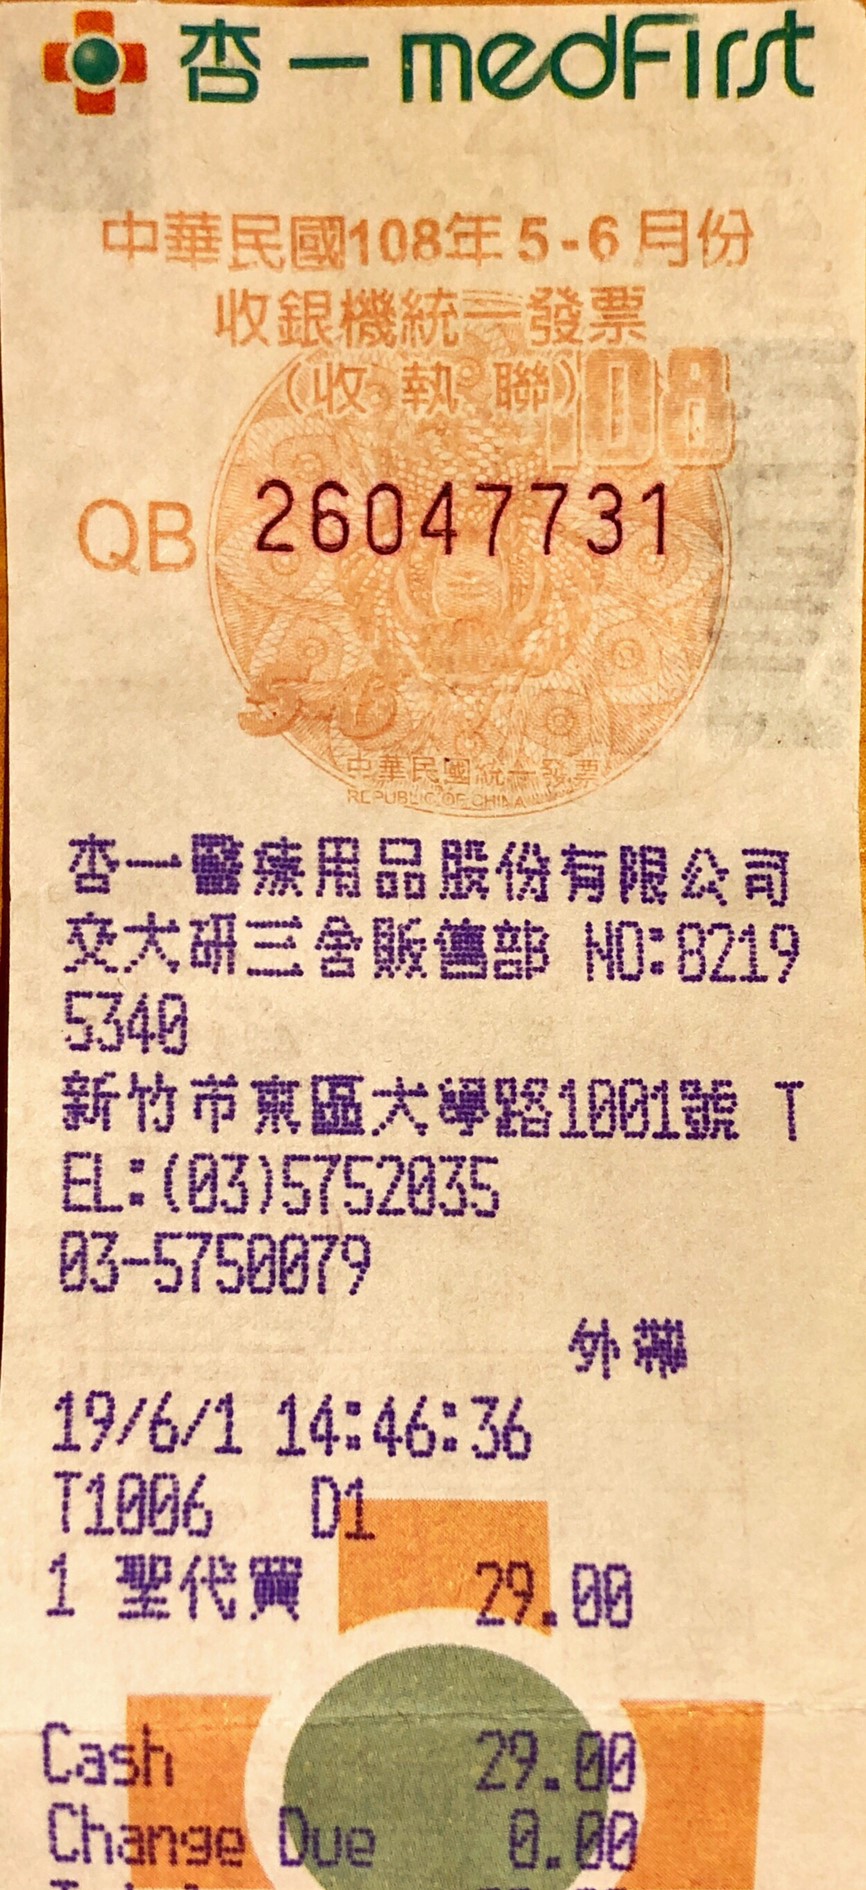 杏一 medFirst
中華民國108年5-6月份
收銀機統一發票
(收執聯)
108
QB 26047731
5-6
中華民國統一發票
REPUBLIC OF CHINA
杏一醫療用品股份有限公司
交大研三舍販售部 NO:8219
5340
新竹市東區大學路1001號 T
EL:(03)5752035
03-5750079
外帶
19/6/1 14:46:36
T1006 D1
1 聖代買 29.00
Cash 29.00
Change Due 0.00